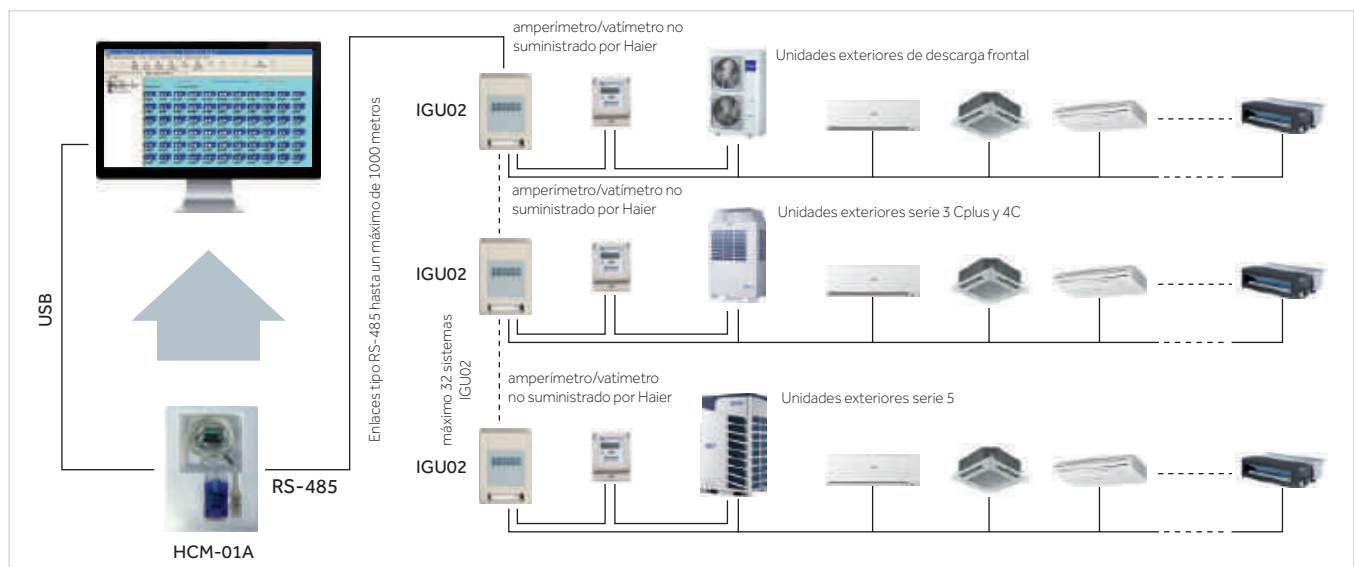 amperímetro/vatímetro no
suministrado por Haier
Unidades exteriores de descarga frontal
IGU02
amperímetro/vatímetro no
suministrado por Haier
Unidades exteriores serie 3 Cplus y 4C
IGU02
USB
Enlaces tipo RS-485 hasta un máximo de 1000 metros
máximo 32 sistemas
IGU02
amperímetro/vatímetro
no suministrado por Haier
Unidades exteriores serie 5
IGU02
RS-485
HCM-01A